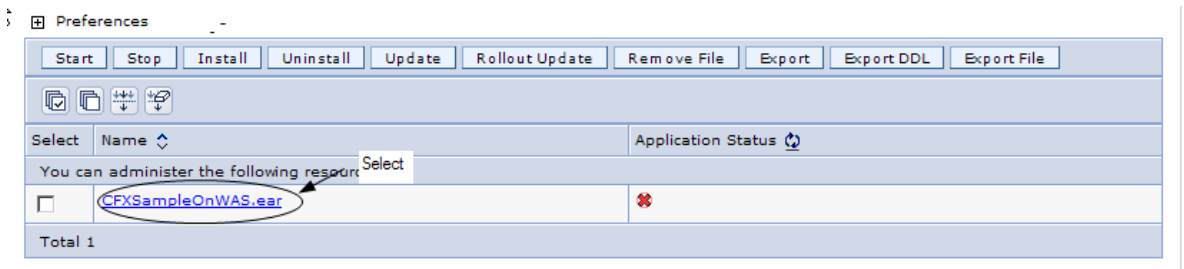 Preferences
Start Stop Install Uninstall Update Rollout Update Remove File Export Export DDL Export File
Select Name Application Status
You can administer the following Select
CFXSampleOnWAS.ear
Total 1